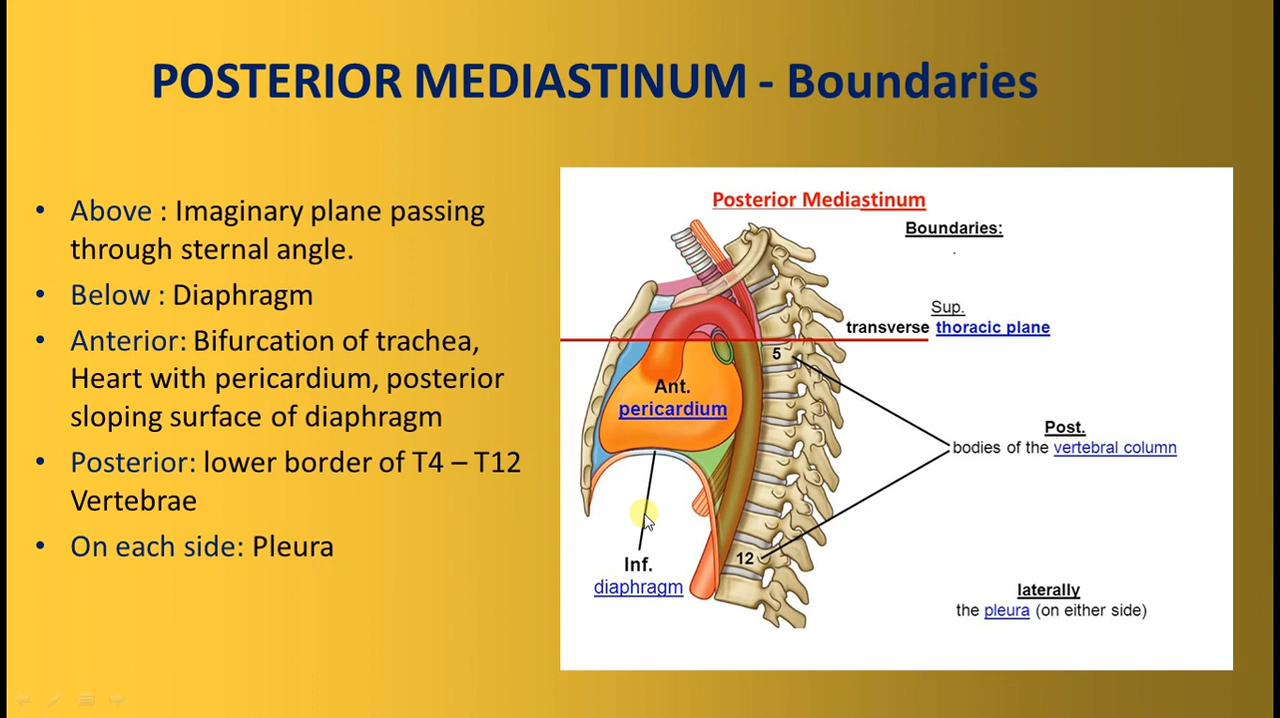 POSTERIOR MEDIASTINUM - Boundaries
• Above : Imaginary plane passing
through sternal angle.
• Below : Diaphragm
• Anterior: Bifurcation of trachea,
Heart with pericardium, posterior
sloping surface of diaphragm
• Posterior: lower border of T4 – T12
Vertebrae
• On each side: Pleura
Posterior Mediastinum
Boundaries:
Sup.
transverse thoracic plane
5
Ant.
pericardium
Post.
bodies of the vertebral column
12
Inf.
diaphragm
laterally
the pleura (on either side)